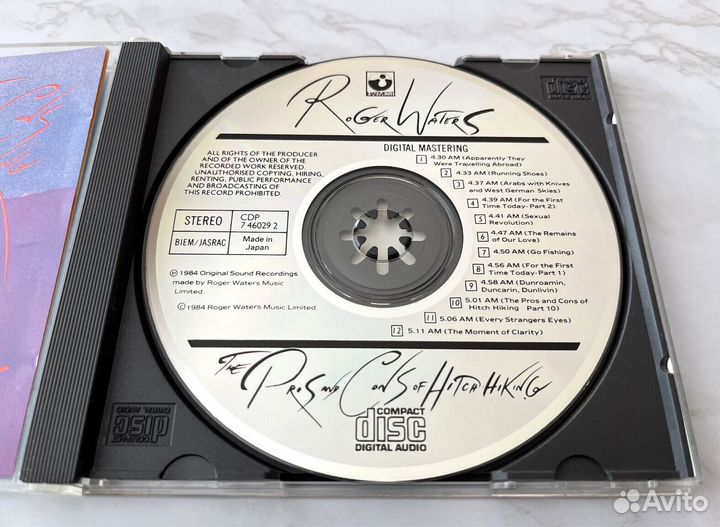 HARVEST
ROGER WATERS
DIGITAL MASTERING
ALL RIGHTS OF THE PRODUCER
AND OF THE OWNER OF THE
RECORDED WORK RESERVED.
UNAUTHORISED COPYING, HIRING,
RENTING, PUBLIC PERFORMANCE
AND BROADCASTING OF
THIS RECORD PROHIBITED.
STEREO
CDP
7 46029 2
BIEM/JASRAC
Made in
Japan
℗ 1984 Original Sound Recordings
made by Roger Waters Music
Limited.
© 1984 Roger Waters Music Limited.
1 4.30 AM (Apparently They
Were Travelling Abroad)
2 4.33 AM (Running Shoes)
3 4.37 AM (Arabs with Knives
and West German Skies)
4 4.39 AM (For the First
Time Today-Part 2)
5 4.41 AM (Sexual
Revolution)
6 4.47 AM (The Remains
of Our Love)
7 4.50 AM (Go Fishing)
8 4.56 AM (For the First
Time Today-Part 1)
9 4.58 AM (Dunroamin,
Duncarin, Dunlivin)
10 5.01 AM (The Pros and Cons of
Hitch Hiking Part 10)
11 5.06 AM (Every Strangers Eyes)
12 5.11 AM (The Moment of Clarity)
THE PROS AND CONS OF HITCH HIKING
COMPACT
disc
DIGITAL AUDIO
COMPACT
disc
DIGITAL AUDIO
COMPACT
disc
DIGITAL AUDIO
Avito